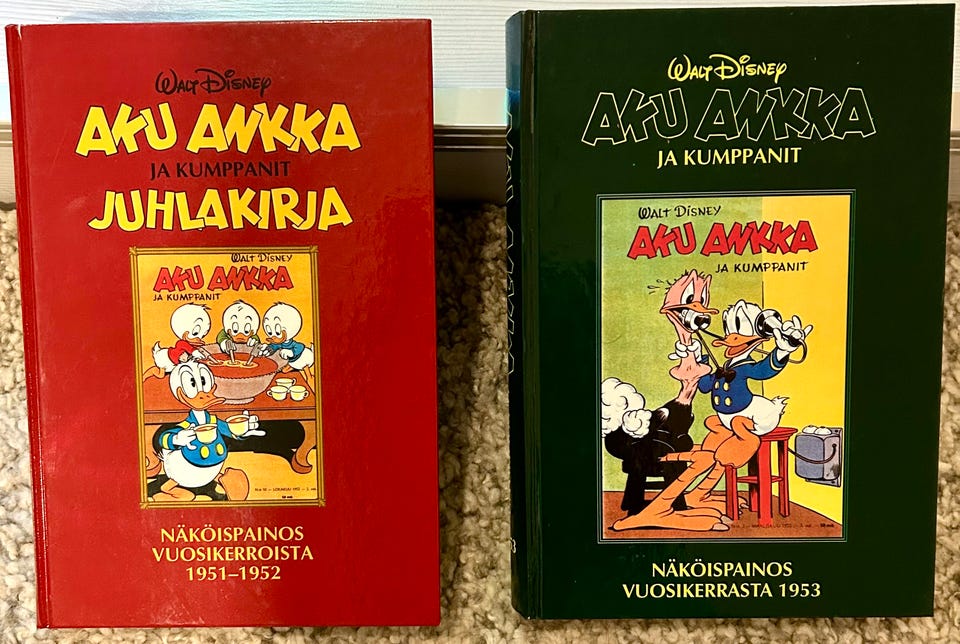 WALT DISNEY
AKU ANKKA
JA KUMPPANIT
JUHLAKIRJA
WALT DISNEY
AKU ANKKA
JA KUMPPANIT
NÄKÖISPAINOS
VUOSIKERROISTA
1951–1952
WALT DISNEY
AKU ANKKA
JA KUMPPANIT
WALT DISNEY
AKU ANKKA
JA KUMPPANIT
NÄKÖISPAINOS
VUOSIKERRASTA 1953